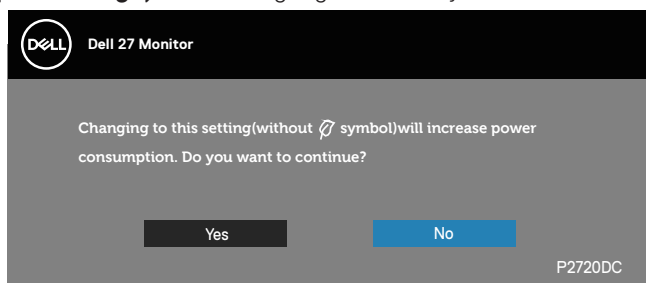 DELL
Dell 27 Monitor
Changing to this setting(without symbol)will increase power
consumption. Do you want to continue?
Yes
No
P2720DC